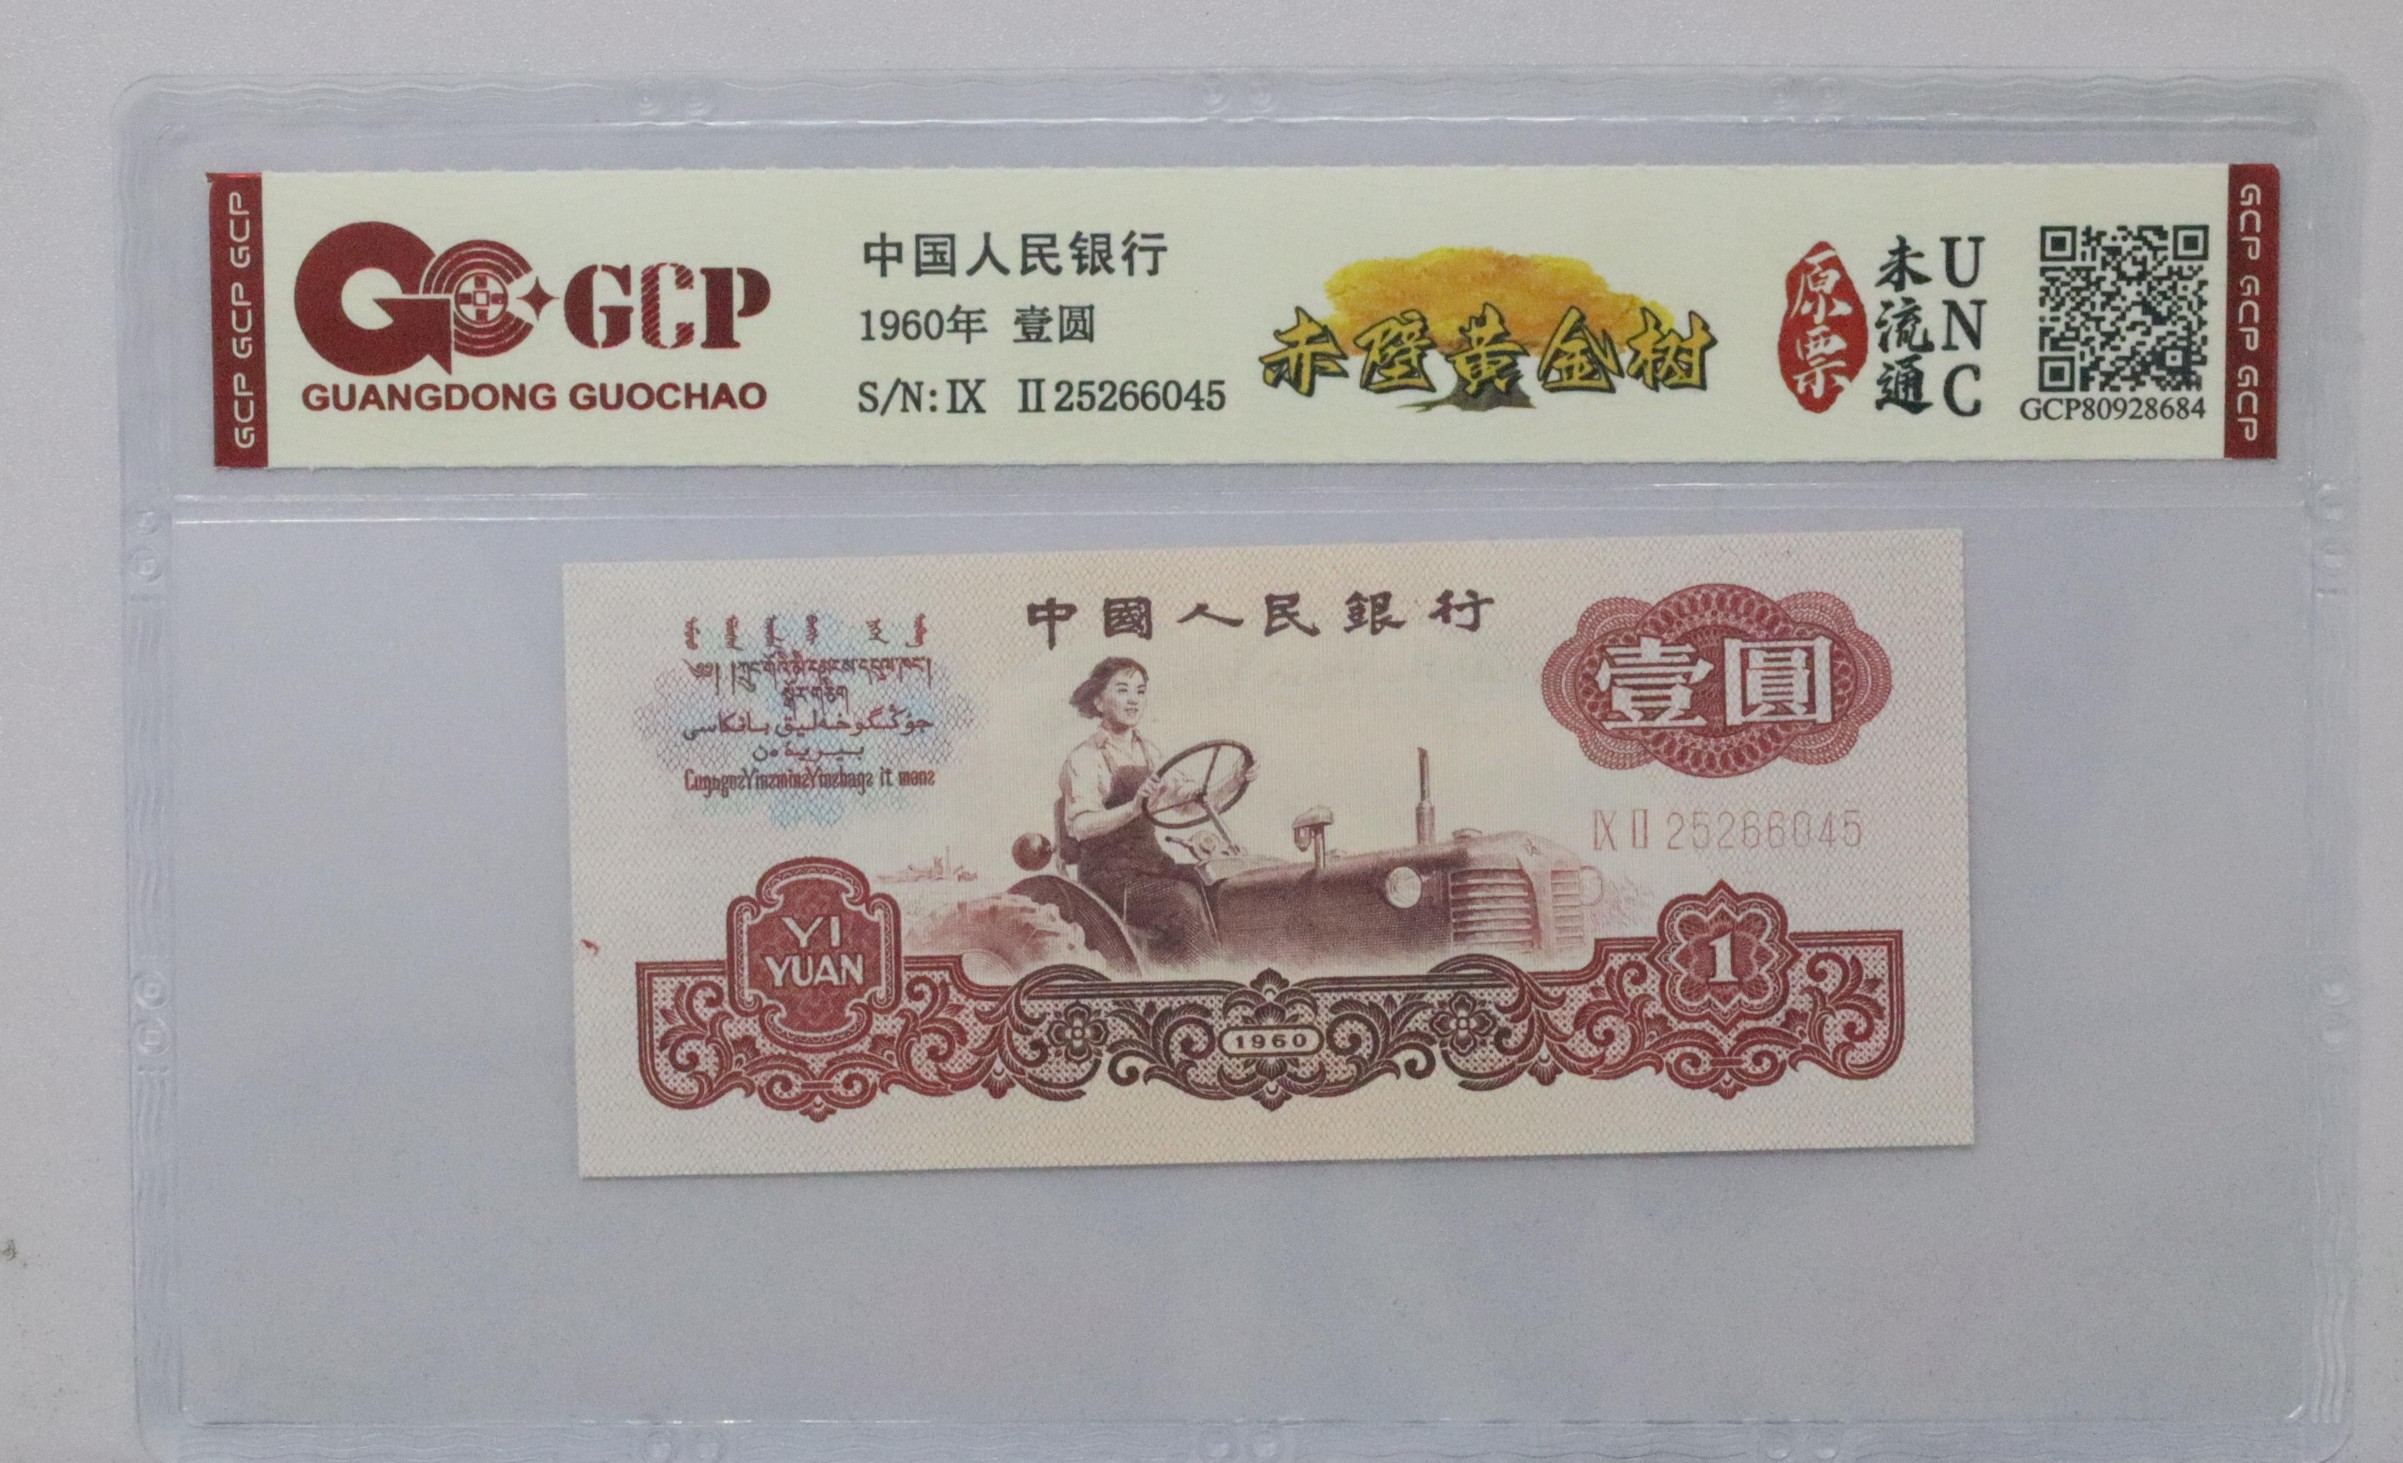 GCP GCP GCP
GCP
GUANGDONG GUOCHAO
中国人民银行
1960年 壹圆
S/N: IX II 25266045
赤壁黄金树
原票
未流通
UNC
GCP80928684
GCP GCP GCP
中國人民銀行
壹圓
IX II 25266045
YI
YUAN
1960
1